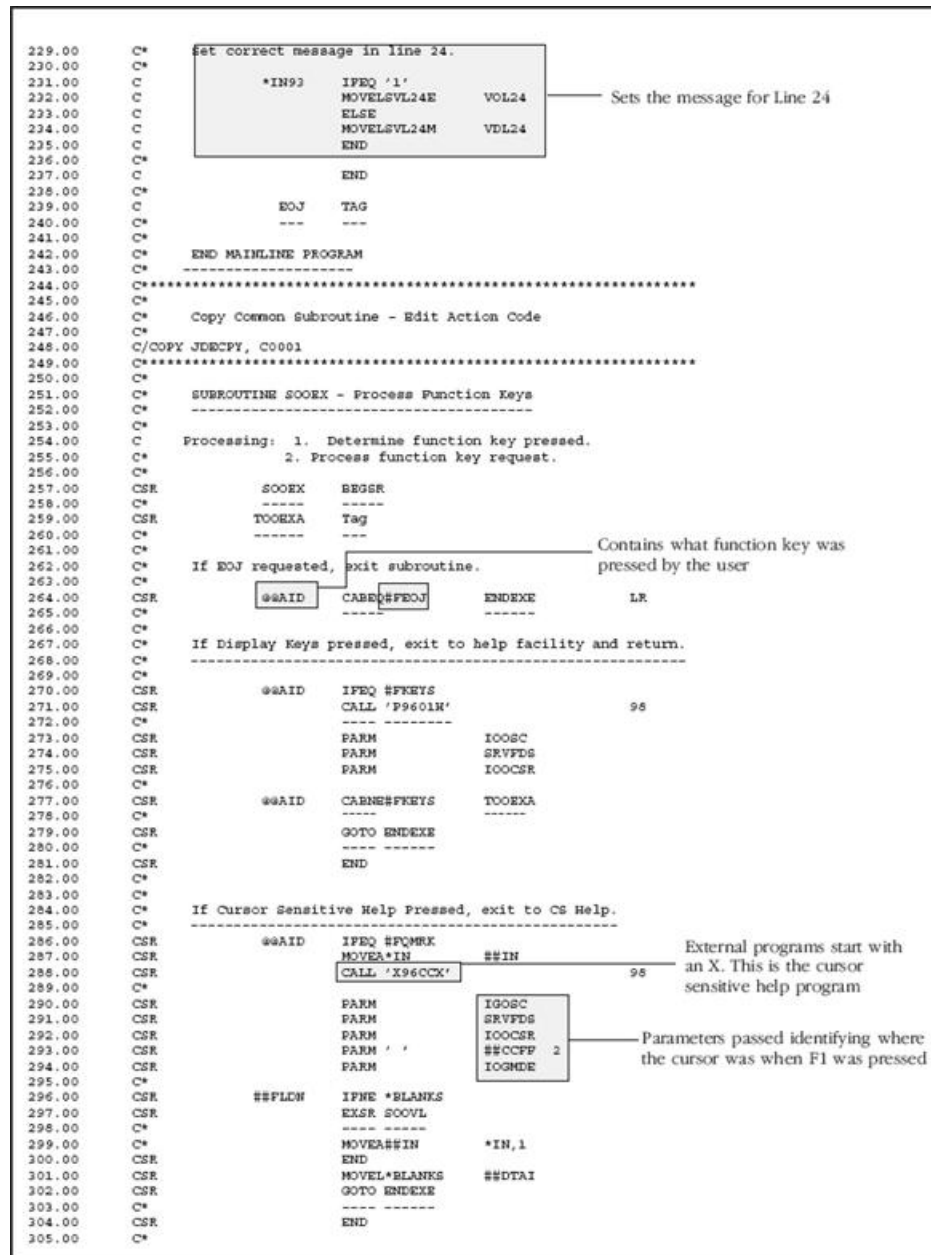 229.00 C* Set correct message in line 24.
230.00 C*
231.00 C *IN93 IFEQ '1'
232.00 C MOVELSVL24E VOL24
Sets the message for Line 24
233.00 C ELSE
234.00 C MOVELSVL24M VDL24
235.00 C END
236.00 C*
237.00 C END
238.00 C*
239.00 C EOJ TAG
240.00 C* --- ---
241.00 C*
242.00 C* END MAINLINE PROGRAM
243.00 C* --------------------
244.00 C*******************************************************************
245.00 C*
246.00 C* Copy Common Subroutine - Edit Action Code
247.00 C*
248.00 C/COPY JDECPY, C0001
249.00 C*******************************************************************
250.00 C*
251.00 C* SUBROUTINE SOOEX - Process Function Keys
252.00 C* ----------------------------------------
253.00 C*
254.00 C Processing: 1. Determine function key pressed.
255.00 C* 2. Process function key request.
256.00 C*
257.00 CSR SOOEX BEGSR
258.00 C* ----- -----
259.00 CSR TOOEXA Tag
260.00 C* ------ ---
261.00 C*
Contains what function key was
pressed by the user
262.00 C* If EOJ requested, exit subroutine.
263.00 C*
264.00 CSR @@AID CABEQ#FEOJ ENDEXE LR
265.00 C* ----- ------
266.00 C*
267.00 C* If Display Keys pressed, exit to help facility and return.
268.00 C* ----------------------------------------------------------
269.00 C*
270.00 CSR @@AID IFEQ #FKEYS
271.00 CSR CALL 'P9601H' 98
272.00 C* ---- --------
273.00 CSR PARM IOOSC
274.00 CSR PARM SRVFDS
275.00 CSR PARM IOOCSR
276.00 C*
277.00 CSR @@AID CABNE#FKEYS TOOEXA
278.00 C* ----- ------
279.00 CSR GOTO ENDEXE
280.00 C* ---- ------
281.00 CSR END
282.00 C*
283.00 C*
284.00 C* If Cursor Sensitive Help Pressed, exit to CS Help.
285.00 C* --------------------------------------------------
286.00 CSR @@AID IFEQ #FQMRK
287.00 CSR MOVEA*IN ##IN
288.00 CSR CALL 'X96CCX' 98
External programs start with
an X. This is the cursor
sensitive help program
289.00 C*
290.00 CSR PARM IGOSC
291.00 CSR PARM SRVFDS
292.00 CSR PARM IOOCSR
293.00 CSR PARM ' ' ##CCFP 2
294.00 CSR PARM IOGMDE
Parameters passed identifying where
the cursor was when F1 was pressed
295.00 C*
296.00 CSR ##FLDN IFNE *BLANKS
297.00 CSR EXSR SOOVL
298.00 C* ---- -----
299.00 CSR MOVEA##IN *IN,1
300.00 CSR END
301.00 CSR MOVEL*BLANKS ##DTAI
302.00 CSR GOTO ENDEXE
303.00 C* ---- ------
304.00 CSR END
305.00 C*